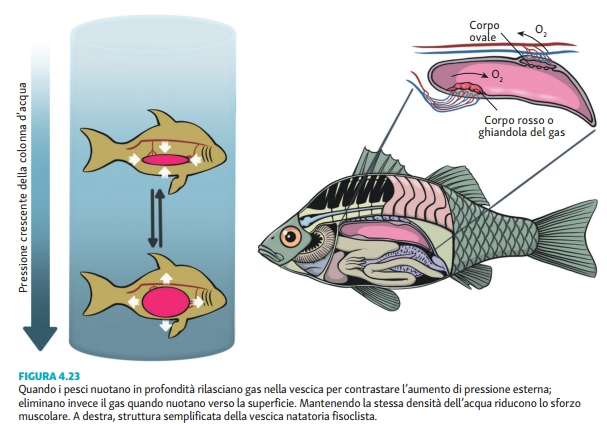 Pressione crescente della colonna d'acqua
Corpo
ovale
O₂
O₂
Corpo rosso o
ghiandola del gas
FIGURA 4.23
Quando i pesci nuotano in profondità rilasciano gas nella vescica per contrastare l'aumento di pressione esterna;
eliminano invece il gas quando nuotano verso la superficie. Mantenendo la stessa densità dell'acqua riducono lo sforzo
muscolare. A destra, struttura semplificata della vescica natatoria fisoclista.